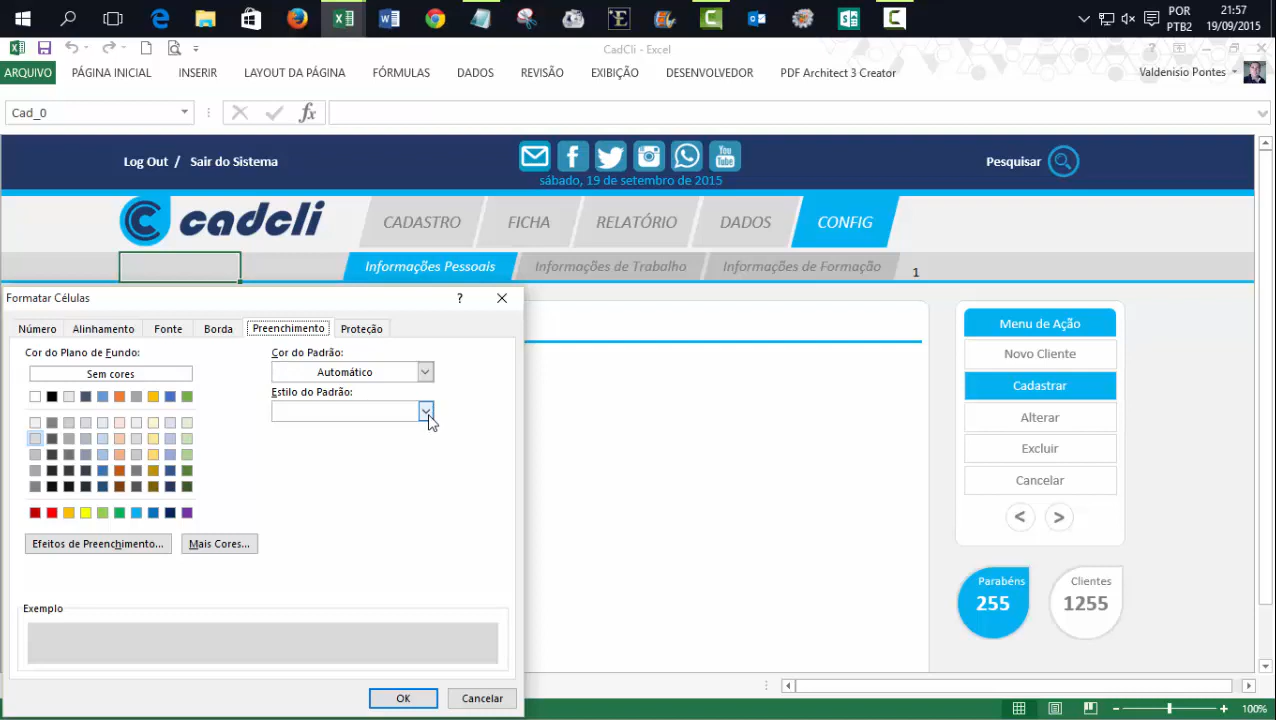 21:57
POR
PTB2
19/09/2015
CadCli - Excel
ARQUIVO PÁGINA INICIAL INSERIR LAYOUT DA PÁGINA FÓRMULAS DADOS REVISÃO EXIBIÇÃO DESENVOLVEDOR PDF Architect 3 Creator Valdenisio Pontes
Cad_0
fx
Log Out / Sair do Sistema
You
Tube
Pesquisar
sábado, 19 de setembro de 2015
cadcli
CADASTRO FICHA RELATÓRIO DADOS CONFIG
Informações Pessoais Informações de Trabalho Informações de Formação 1
Formatar Células ?
Número Alinhamento Fonte Borda Preenchimento Proteção
Cor do Plano de Fundo:
Sem cores
Cor do Padrão:
Automático
Estilo do Padrão:
Efeitos de Preenchimento... Mais Cores...
Exemplo
OK Cancelar
Menu de Ação
Novo Cliente
Cadastrar
Alterar
Excluir
Cancelar
< >
Parabéns
255
Clientes
1255
100%